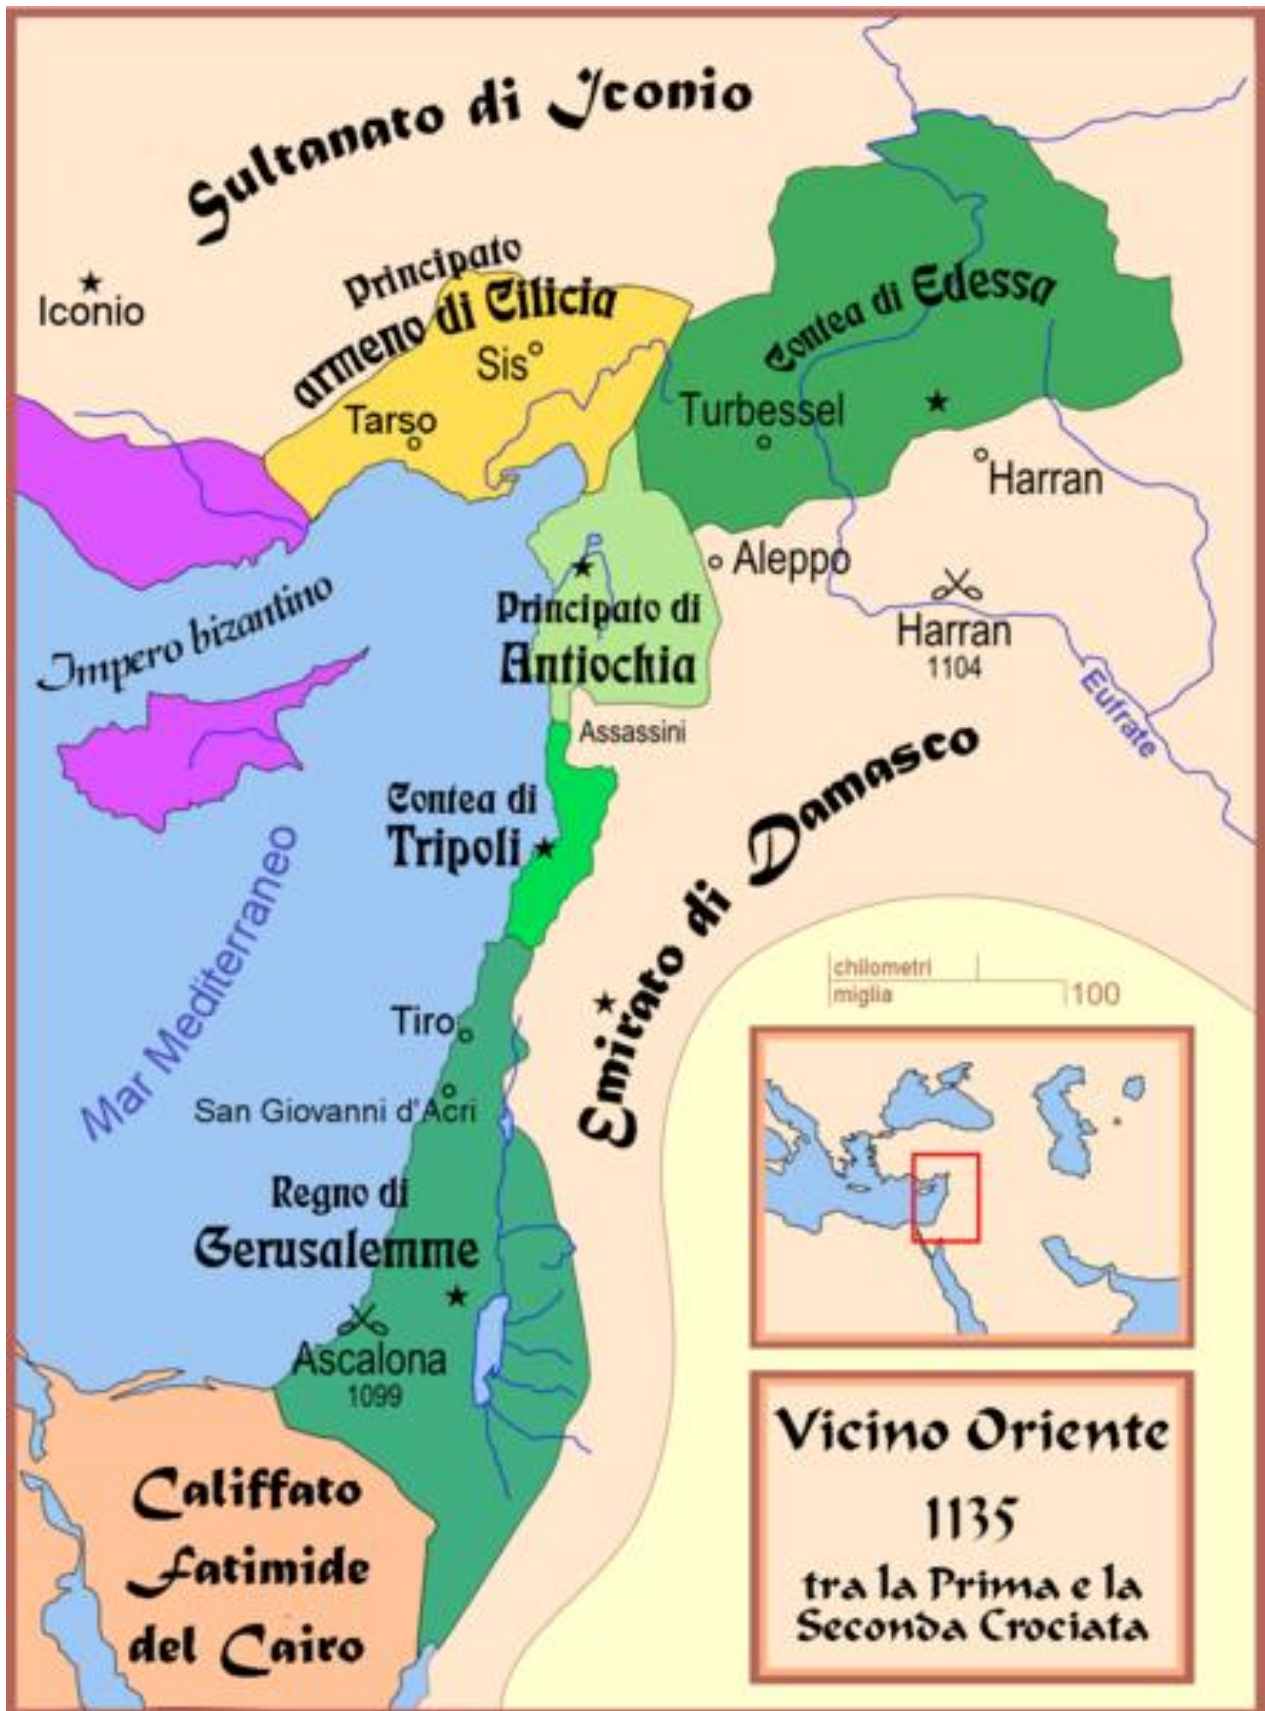 Sultanato di Iconio
Iconio
Principato
armeno di Cilicia
Sis
Tarso
Contea di Edessa
Turbessel
Harran
Aleppo
Harran
1104
Eufrate
Impero bizantino
Principato di
Antiochia
Assassini
Contea di
Tripoli
Emirato di Damasco
Mar Mediterraneo
chilometri
miglia
100
Tiro
San Giovanni d'Acri
Regno di
Gerusalemme
Ascalona
1099
Califfato
Fatimide
del Cairo
Vicino Oriente
1135
tra la Prima e la
Seconda Crociata